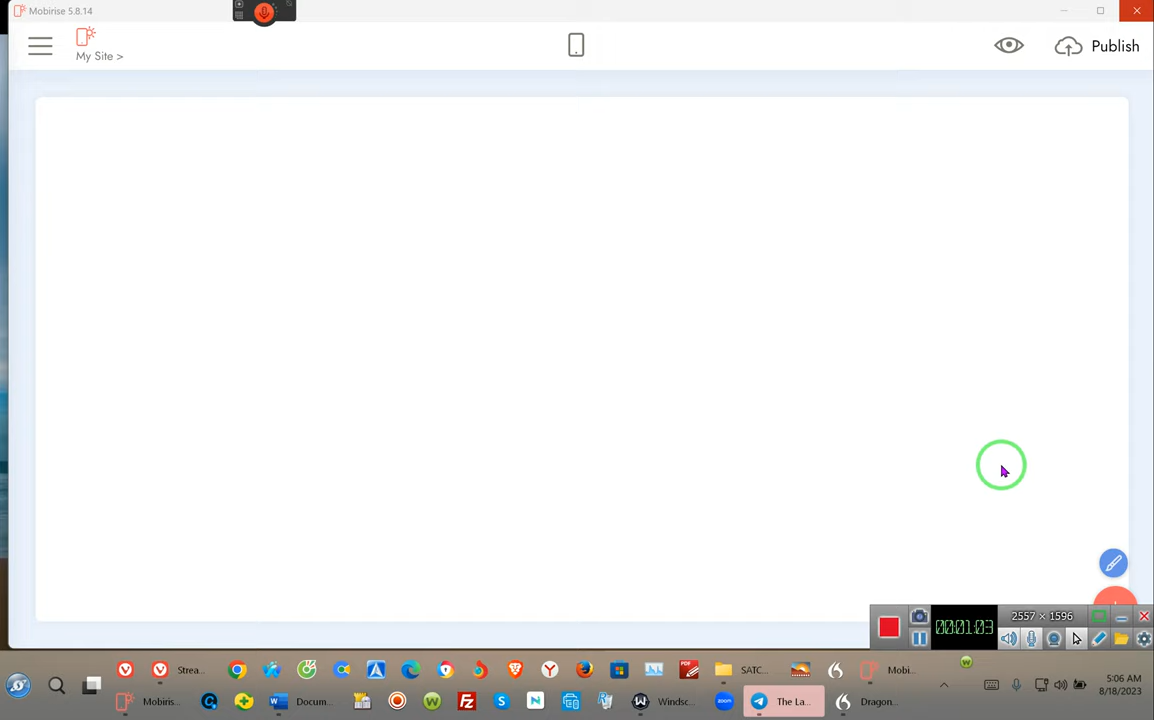 Mobirise 5.8.14
My Site >
Publish
2557 × 1596
00:01:03
Strea...
SATC...
Mobi...
Mobiris...
Docum...
Windsc...
The La...
Dragon...
5:06 AM
8/18/2023